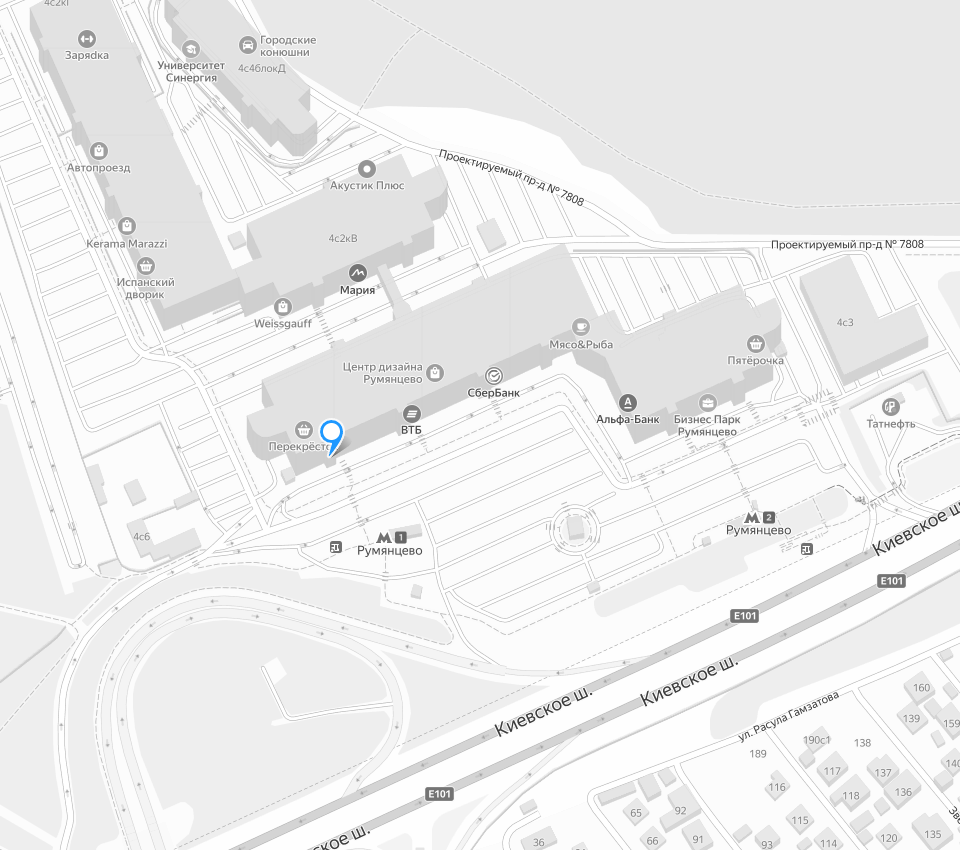 4с2кГ
Зарядка
Городские
конюшни
4с4блокД
Университет
Синергия
Автопроезд
Акустик Плюс
Проектируемый пр-д № 7808
Kerama Marazzi
4с2кВ
Проектируемый пр-д № 7808
Испанский
дворик
Мария
Weissgauff
4с3
Мясо&Рыба
Пятёрочка
Центр дизайна
Румянцево
СберБанк
ВТБ
Альфа-Банк
Бизнес Парк
Румянцево
Татнефть
Перекрёсто
4с6
1
Румянцево
2
Румянцево
Киевское ш.
E101
E101
Киевское ш.
Киевское ш.
ул. Расула Гамзатова
160
139
159
189
190с1
138
140
117
137
116
118
136
E101
65
92
115
120
135
36
66
91
93
114
119
Киевское ш.